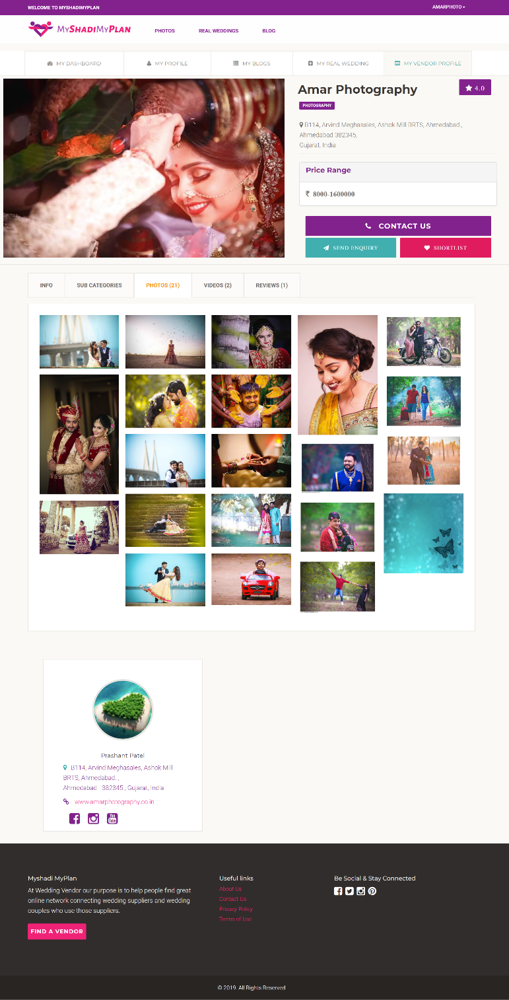 WELCOME TO MYSHADIMYPLAN
AMARPHOTO
MYSHADIMYPLAN
PHOTOS
REAL WEDDINGS
BLOG
MY DASHBOARD
MY PROFILE
MY BLOGS
MY REAL WEDDING
MY VENDOR PROFILE
Amar Photography
4.0
PHOTOGRAPHY
B114, Arvind Meghasales, Ashok Mill BRTS, Ahmedabad.,
Ahmedabad 382345,
Gujarat, India
Price Range
₹ 8000-1600000
CONTACT US
SEND ENQUIRY
SHORTLIST
INFO
SUB CATEGORIES
PHOTOS (21)
VIDEOS (2)
REVIEWS (1)
Prashant Patel
B114, Arvind Meghasales, Ashok Mill
BRTS, Ahmedabad. ,
Ahmedabad - 382345 , Gujarat, India
www.amarphotography.co.in
You
Tube
Myshadi MyPlan
At Wedding Vendor our purpose is to help people find great
online network connecting wedding suppliers and wedding
couples who use those suppliers.
FIND A VENDOR
Useful links
About Us
Contact Us
Privacy Policy
Terms of Use
Be Social & Stay Connected
© 2019. All Rights Reserved